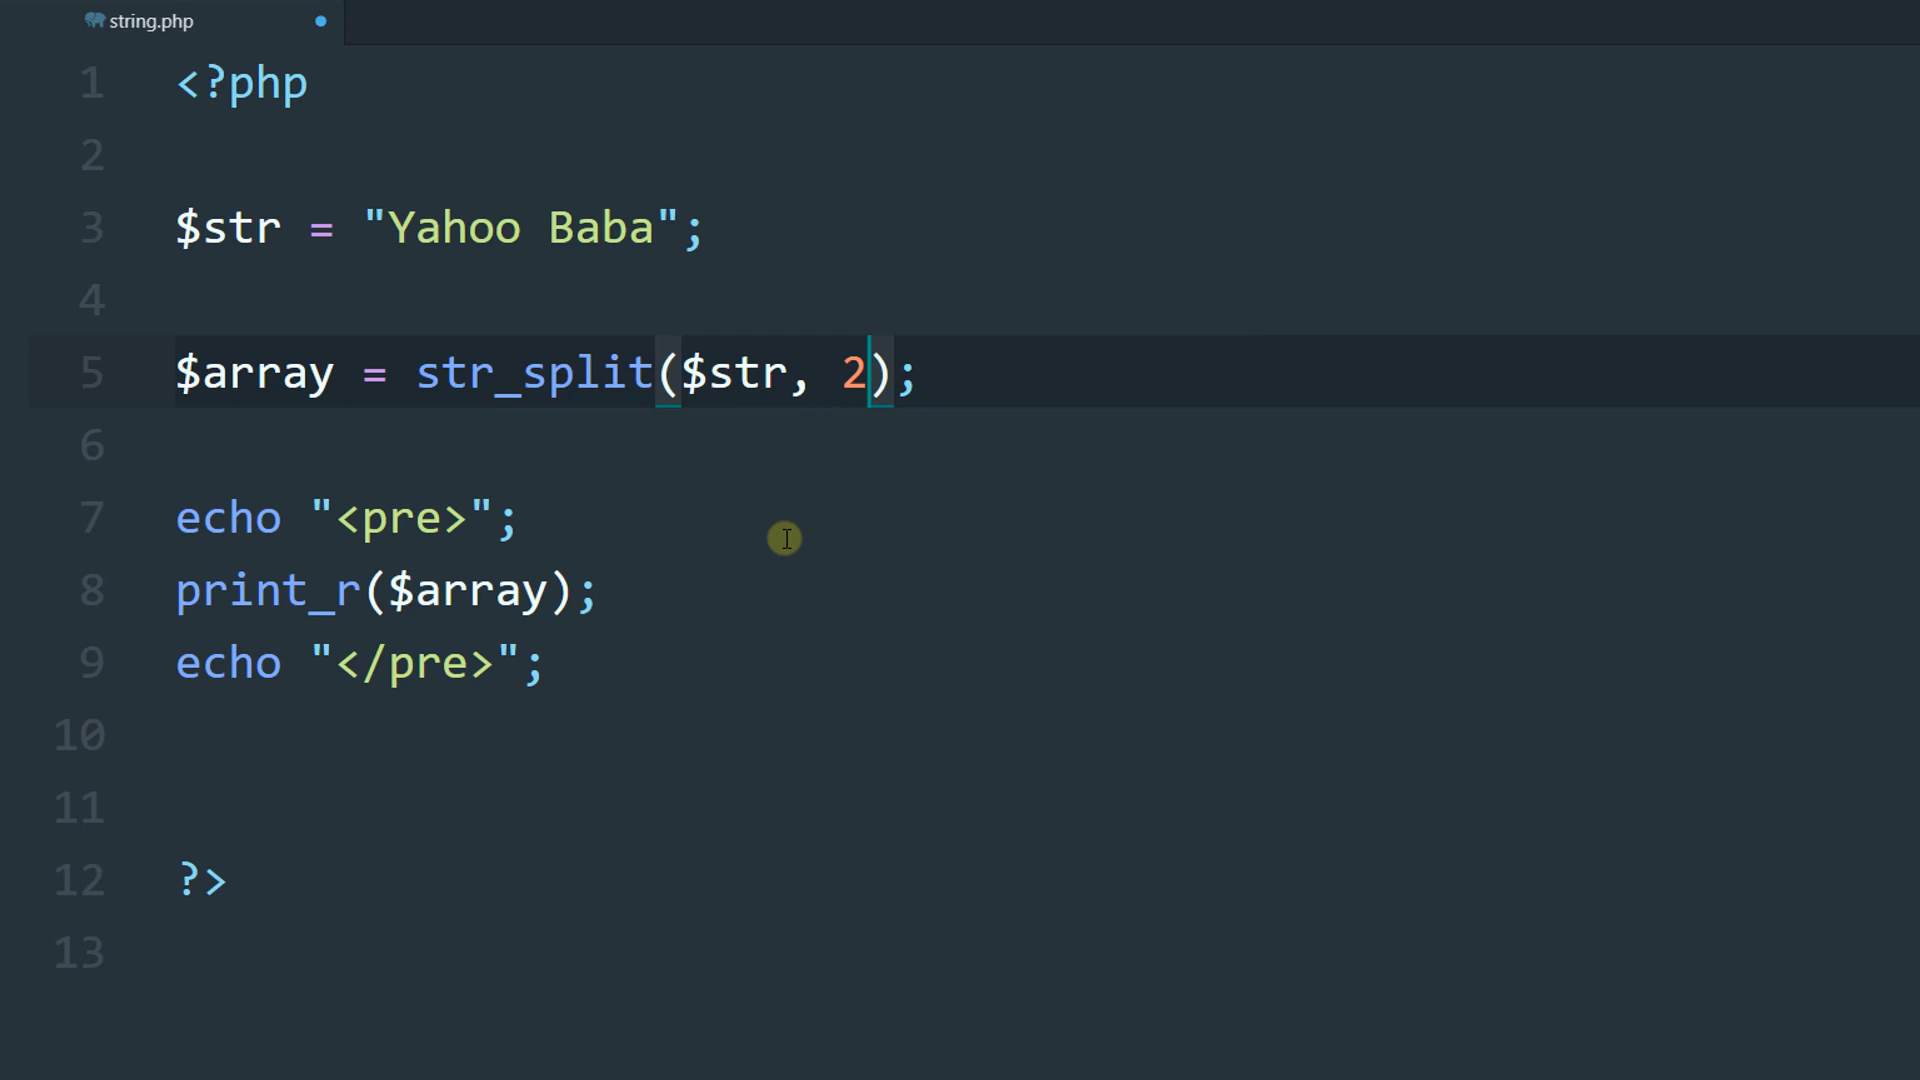 string.php
1 <?php
2
3 $str = "Yahoo Baba";
4
5 $array = str_split($str, 2);
6
7 echo "<pre>";
8 print_r($array);
9 echo "</pre>";
10
11
12 ?>
13